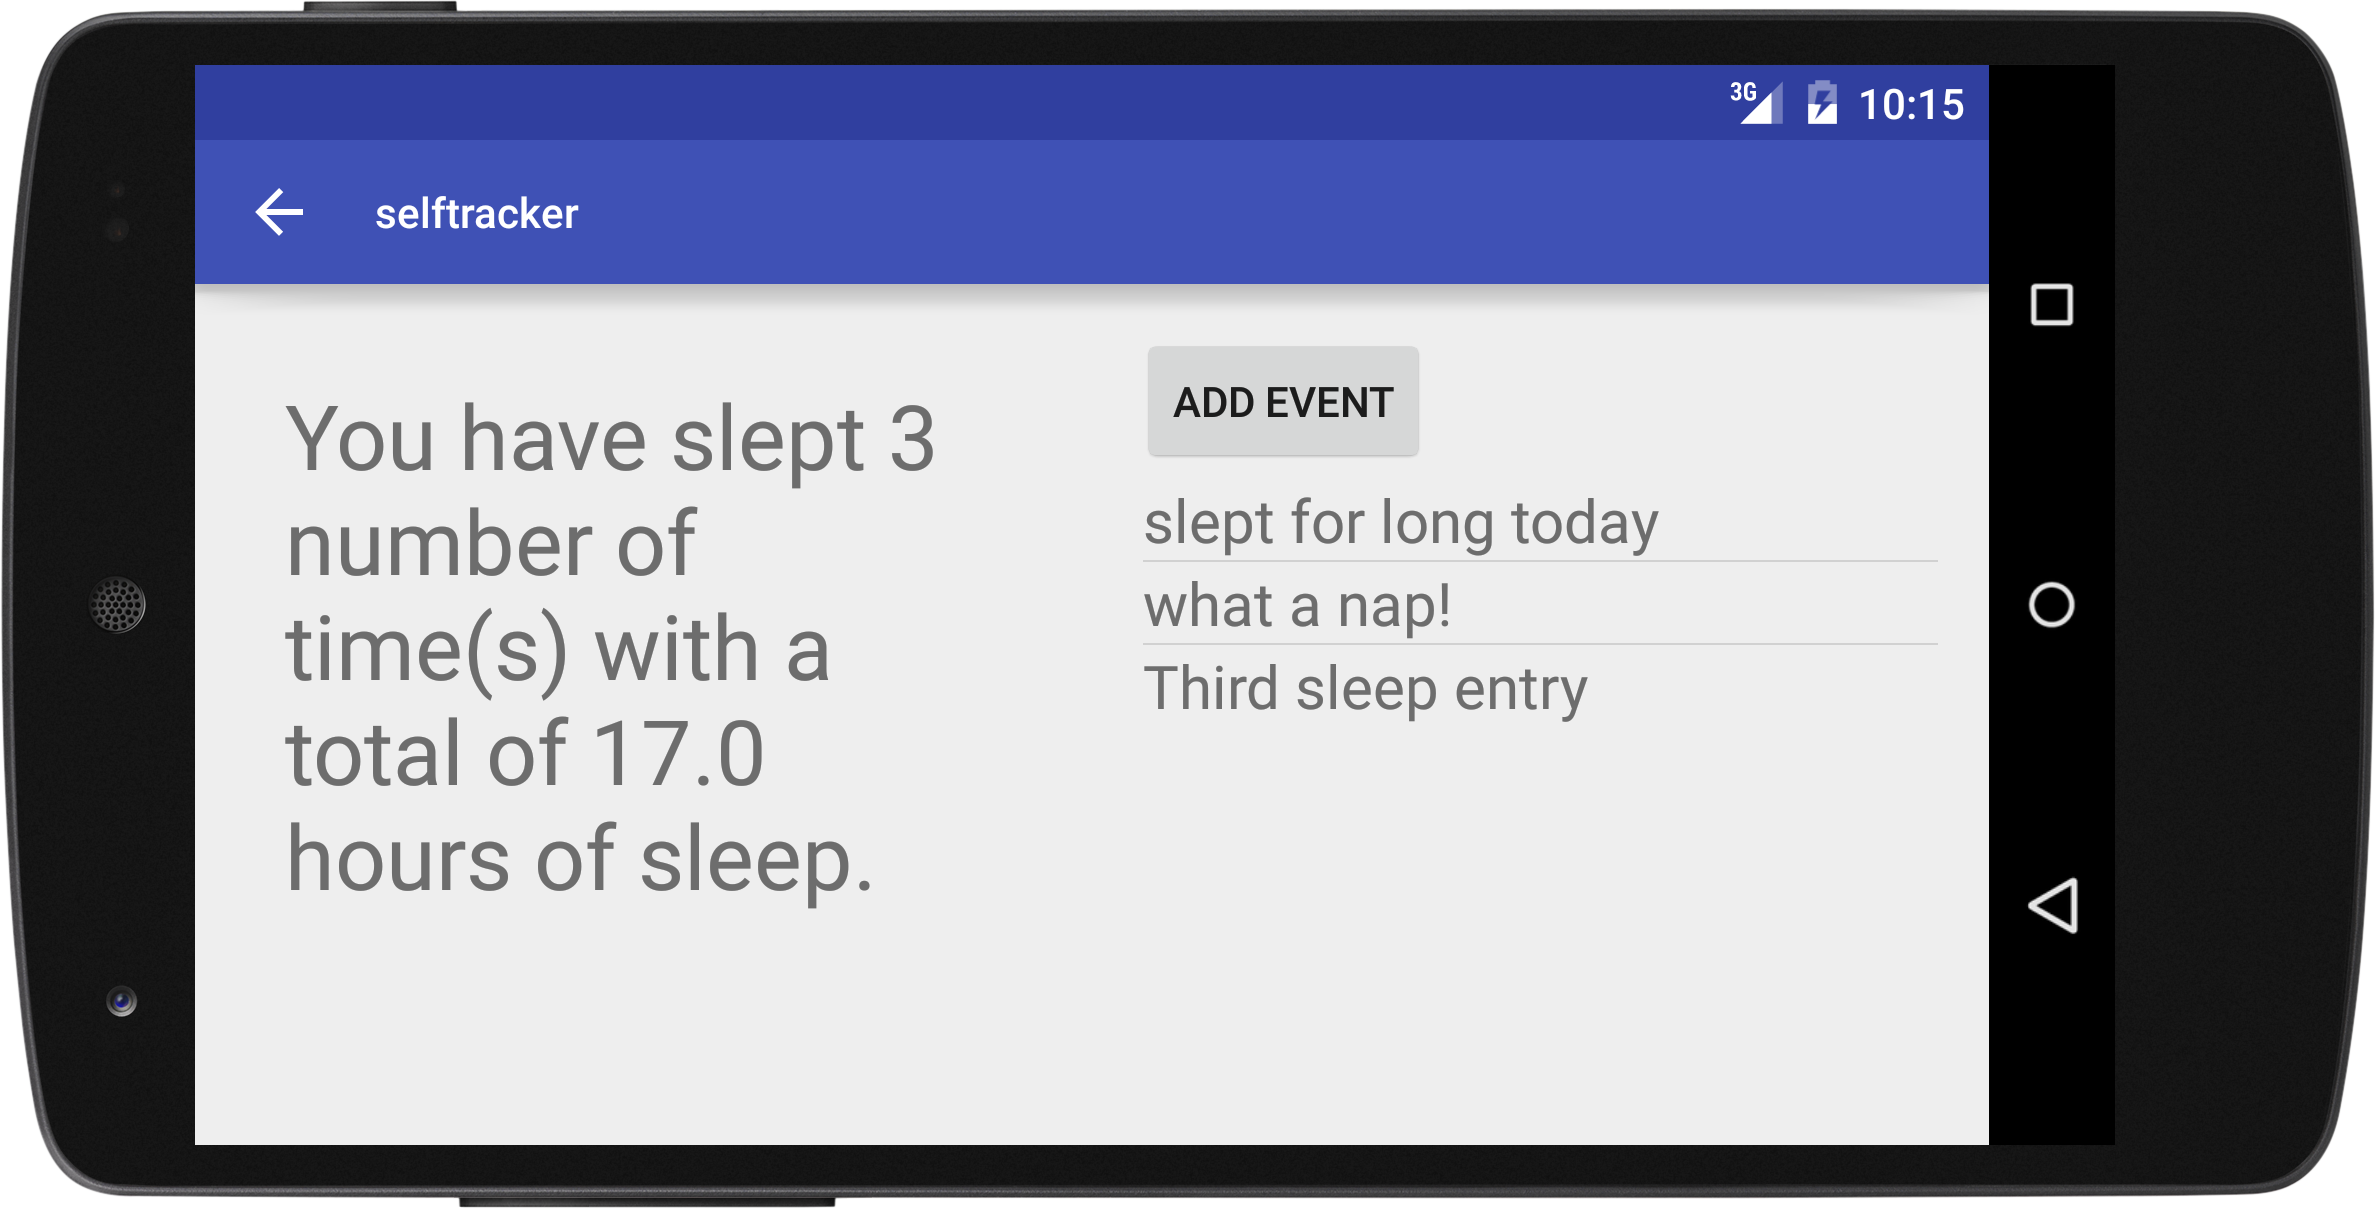 3G 10:15
selftracker
You have slept 3
number of
time(s) with a
total of 17.0
hours of sleep.
ADD EVENT
slept for long today
what a nap!
Third sleep entry